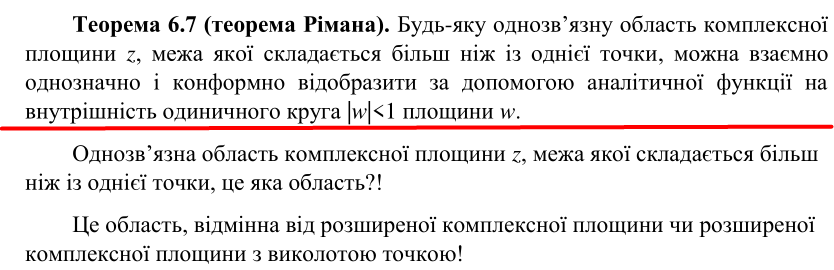 Теорема 6.7 (теорема Рімана). Будь-яку однозв’язну область комплексної
площини z, межа якої складається більш ніж із однієї точки, можна взаємно
однозначно і конформно відобразити за допомогою аналітичної функції на
внутрішність одиничного круга |w|<1 площини w.
Однозв’язна область комплексної площини z, межа якої складається більш
ніж із однієї точки, це яка область?!
Це область, відмінна від розширеної комплексної площини чи розширеної
комплексної площини з виколотою точкою!